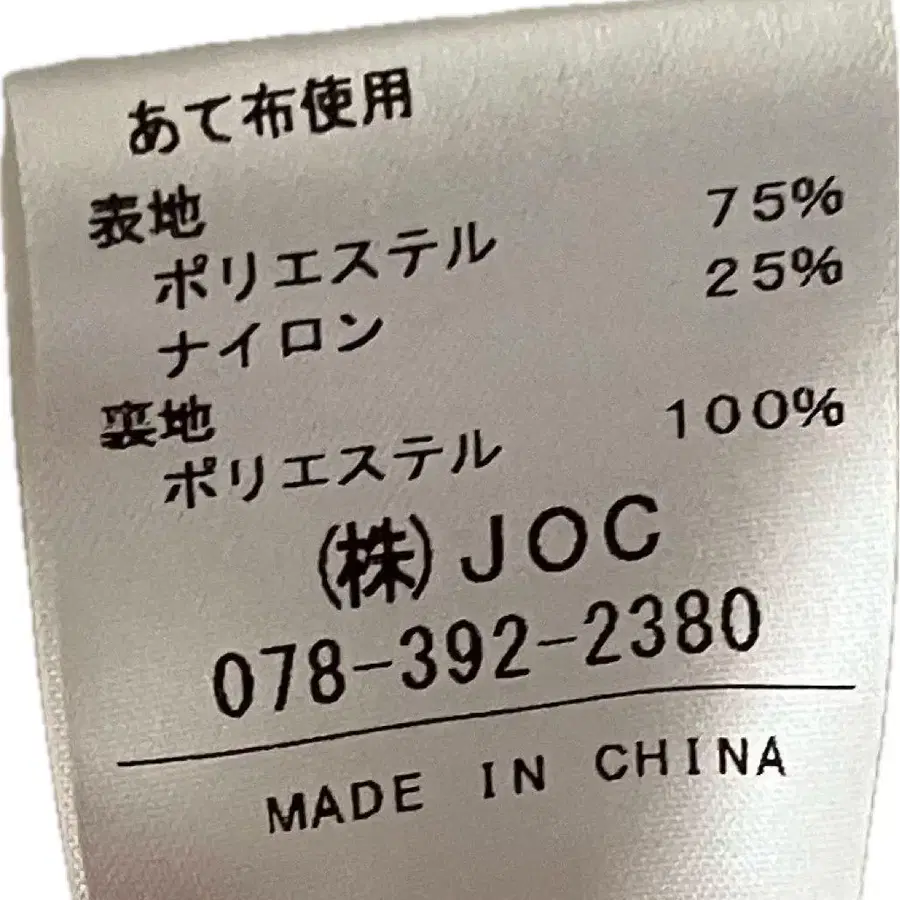 あて布使用
表地
ポリエステル 75%
ナイロン 25%
裏地
ポリエステル 100%
(株)JOC
078-392-2380
MADE IN CHINA